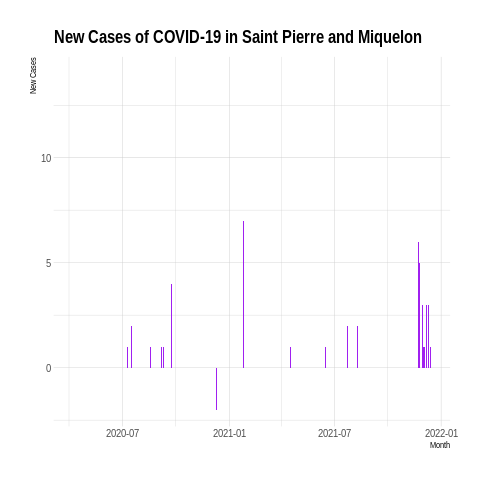 New Cases of COVID-19 in Saint Pierre and Miquelon
New Cases
10
5
0
2020-07 2021-01 2021-07 2022-01
Month